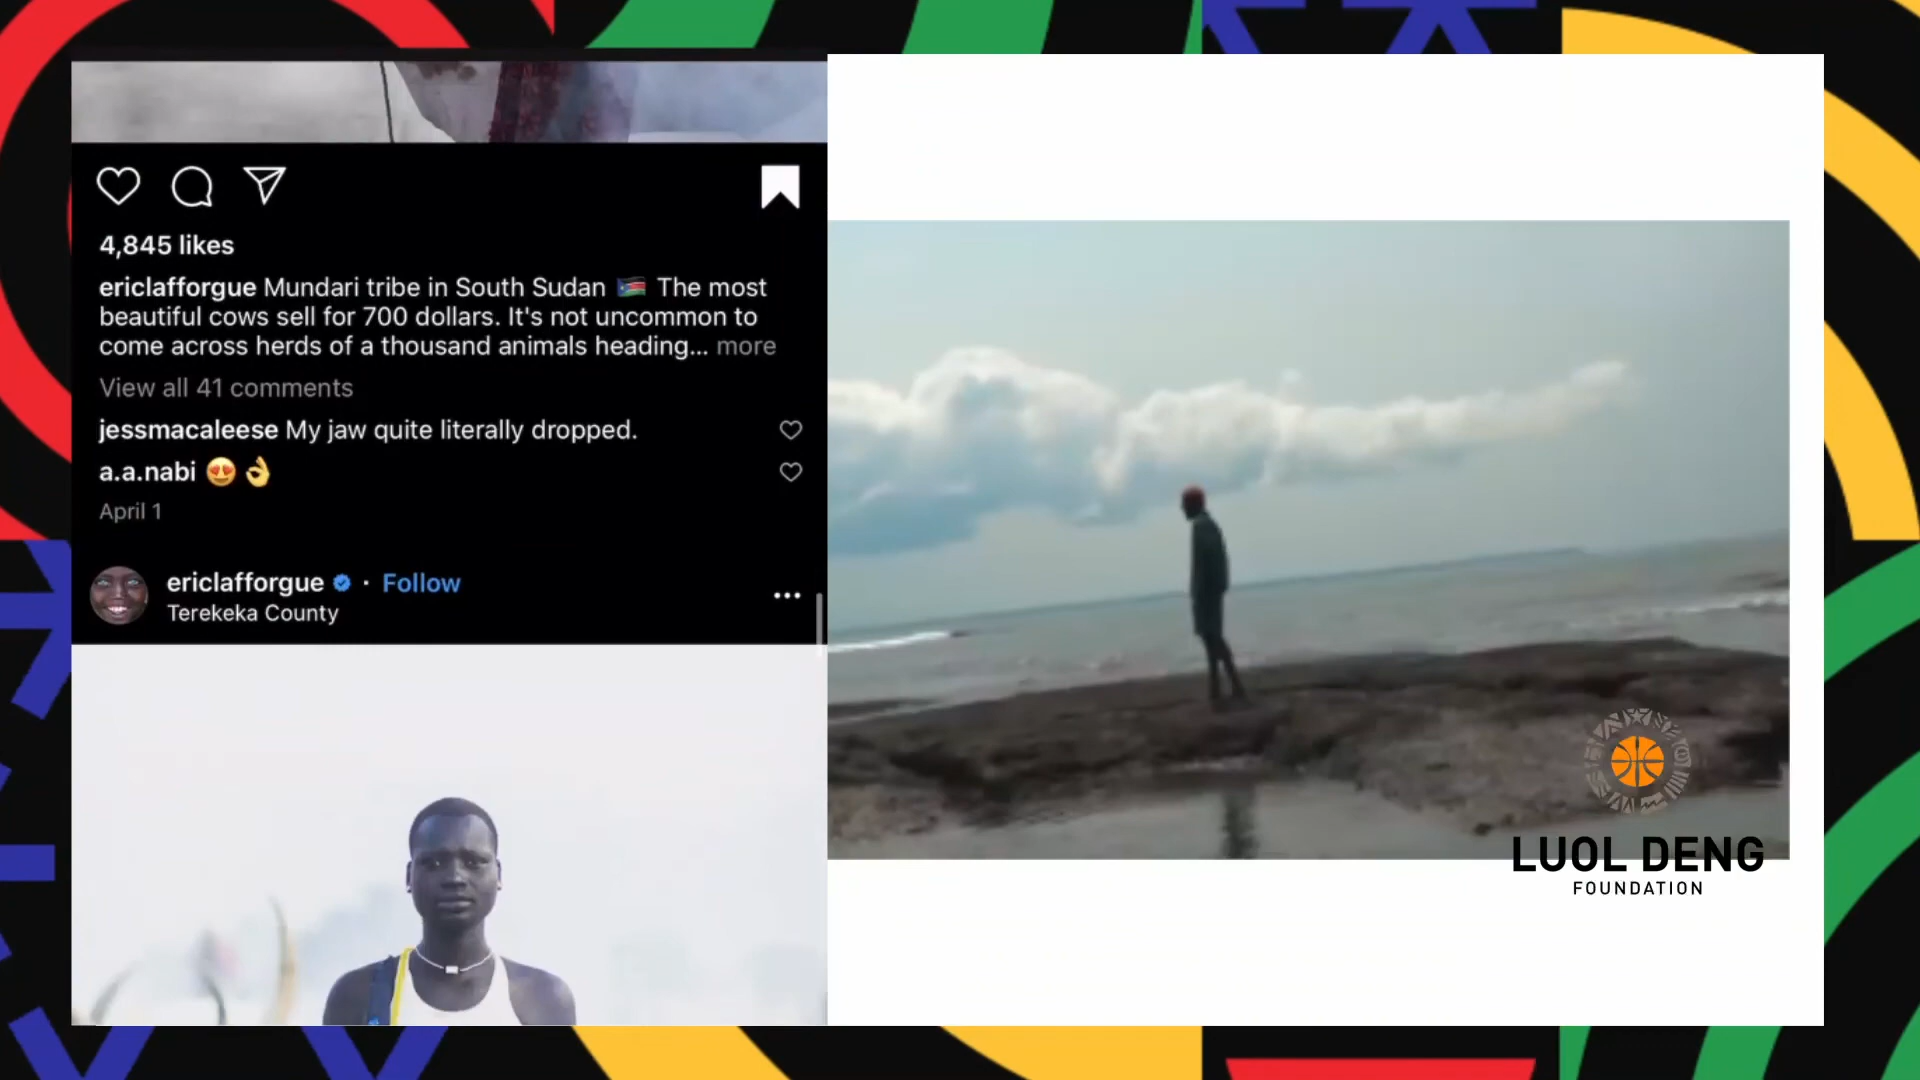 4,845 likes
ericlafforgue Mundari tribe in South Sudan 🇸🇸 The most
beautiful cows sell for 700 dollars. It's not uncommon to
come across herds of a thousand animals heading... more
View all 41 comments
jessmacaleese My jaw quite literally dropped.
a.a.nabi 😍👌
April 1
ericlafforgue · Follow
Terekeka County
LUOL DENG
FOUNDATION